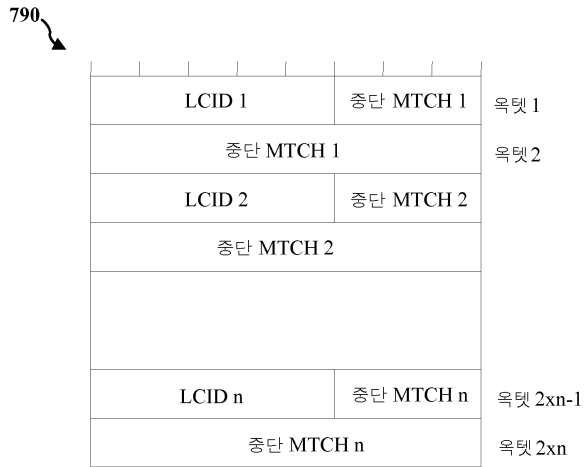 790
LCID 1 중단 MTCH 1 옥텟 1
중단 MTCH 1 옥텟 2
LCID 2 중단 MTCH 2
중단 MTCH 2
LCID n 중단 MTCH n 옥텟 2xn-1
중단 MTCH n 옥텟 2xn